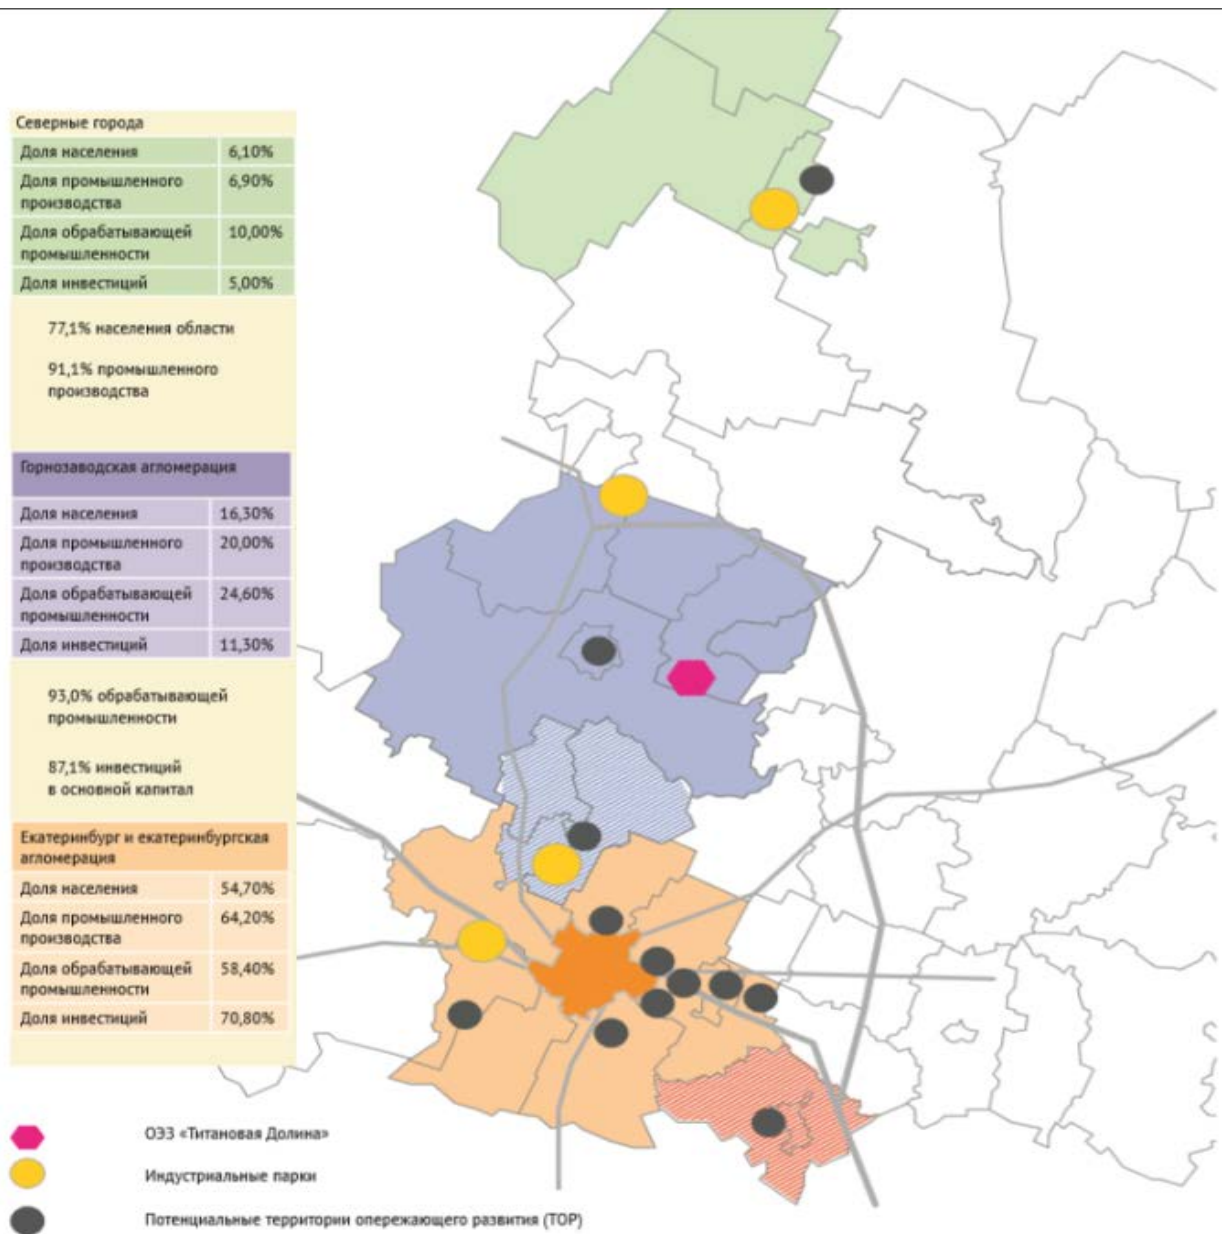 Северные города
Доля населения 6,10%
Доля промышленного 6,90%
производства
Доля обрабатывающей 10,00%
промышленности
Доля инвестиций 5,00%
77,1% населения области
91,1% промышленного
производства
Горнозаводская агломерация
Доля населения 16,30%
Доля промышленного 20,00%
производства
Доля обрабатывающей 24,60%
промышленности
Доля инвестиций 11,30%
93,0% обрабатывающей
промышленности
87,1% инвестиций
в основной капитал
Екатеринбург и екатеринбургская
агломерация
Доля населения 54,70%
Доля промышленного 64,20%
производства
Доля обрабатывающей 58,40%
промышленности
Доля инвестиций 70,80%
ОЭЗ «Титановая Долина»
Индустриальные парки
Потенциальные территории опережающего развития (ТОР)